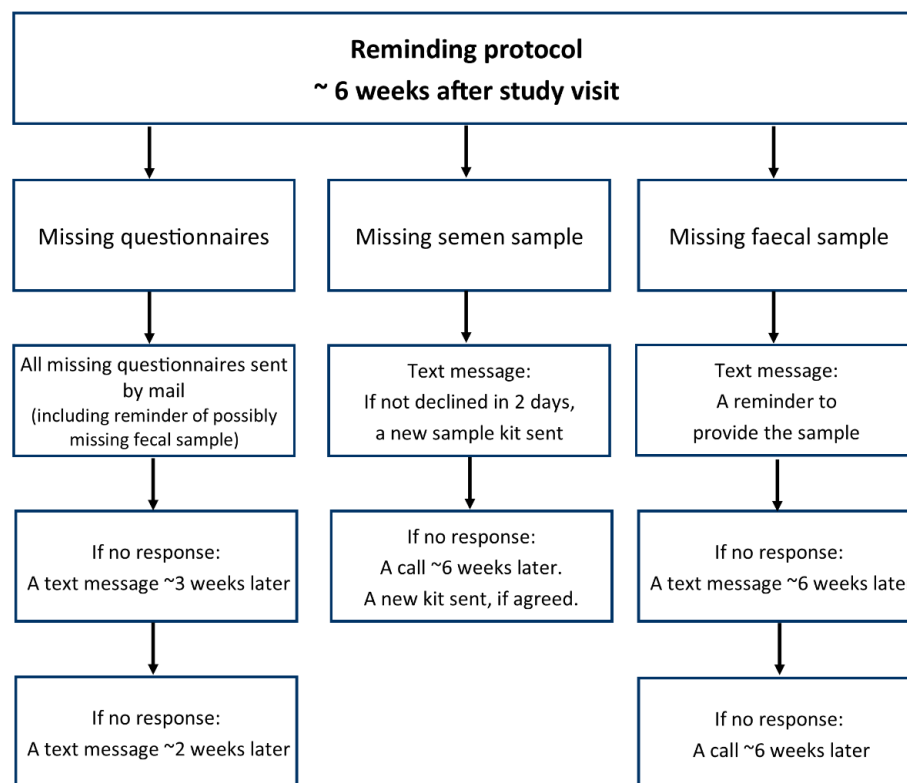 Reminding protocol
~ 6 weeks after study visit
Missing questionnaires
Missing semen sample
Missing faecal sample
All missing questionnaires sent
by mail
(including reminder of possibly
missing fecal sample)
Text message:
If not declined in 2 days,
a new sample kit sent
Text message:
A reminder to
provide the sample
If no response:
A text message ~3 weeks later
If no response:
A call ~6 weeks later.
A new kit sent, if agreed.
If no response:
A text message ~6 weeks late
If no response:
A text message ~2 weeks later
If no response:
A call ~6 weeks later